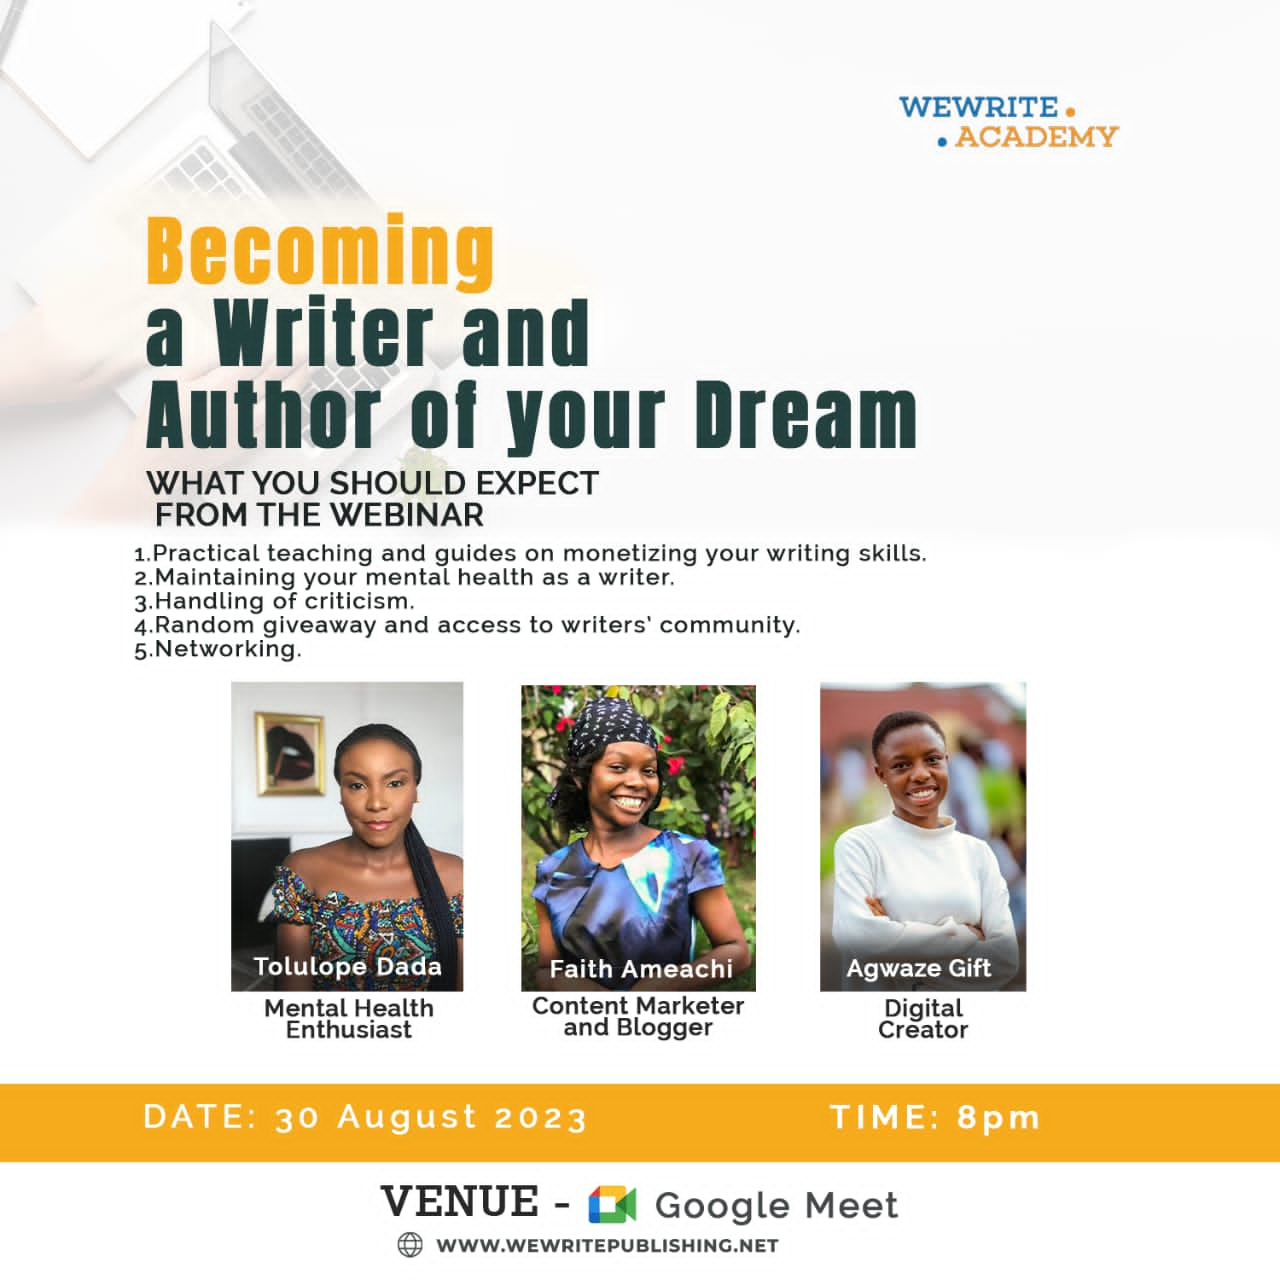 WEWRITE.
. ACADEMY
Becoming
a Writer and
Author of your Dream
WHAT YOU SHOULD EXPECT
FROM THE WEBINAR
1.Practical teaching and guides on monetizing your writing skills.
2.Maintaining your mental health as a writer.
3.Handling of criticism.
4.Random giveaway and access to writers’ community.
5.Networking.
Tolulope Dada
Mental Health
Enthusiast
Faith Ameachi
Content Marketer
and Blogger
Agwaze Gift
Digital
Creator
DATE: 30 August 2023
TIME: 8pm
VENUE - Google Meet
WWW.WEWRITEPUBLISHING.NET